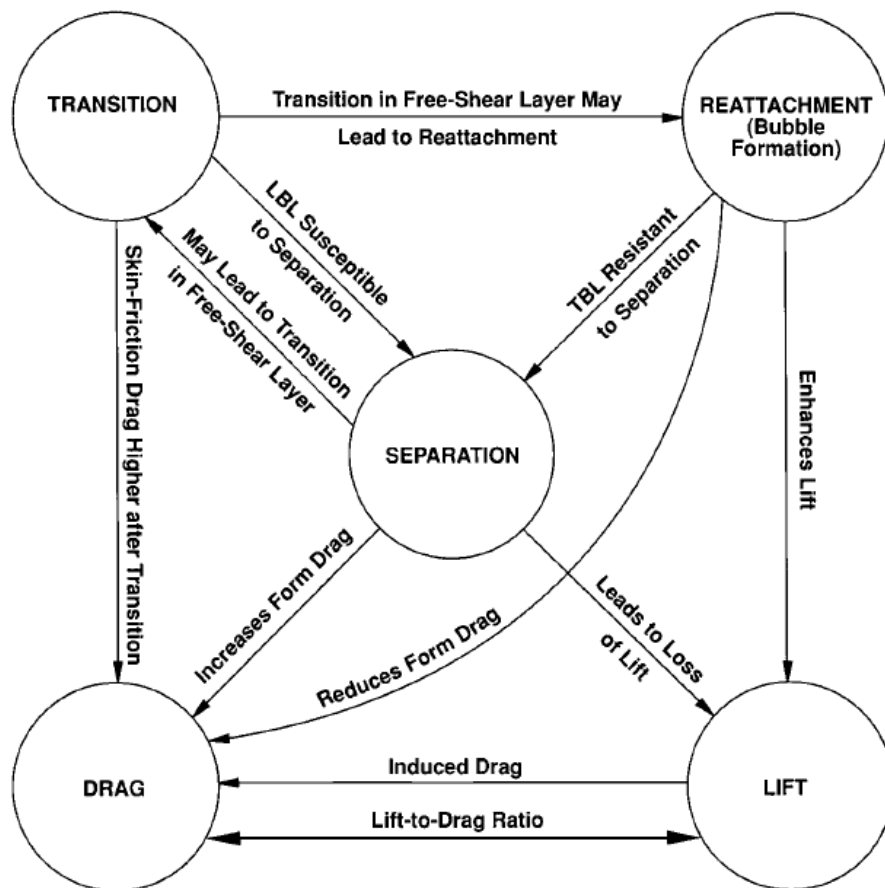 TRANSITION
Transition in Free-Shear Layer May
Lead to Reattachment
REATTACHMENT
(Bubble
Formation)
LBL Susceptible
to Separation
May Lead to Transition
in Free-Shear Layer
TBL Resistant
to Separation
Skin-Friction Drag Higher after Transition
Enhances Lift
SEPARATION
Increases Form Drag
Reduces Form Drag
Leads to Loss
of Lift
DRAG
Induced Drag
Lift-to-Drag Ratio
LIFT